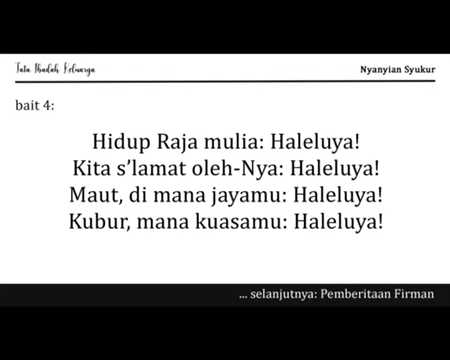 Tata Ibadah Keluarga
Nyanyian Syukur
bait 4:
Hidup Raja mulia: Haleluya!
Kita s'lamat oleh-Nya: Haleluya!
Maut, di mana jayamu: Haleluya!
Kubur, mana kuasamu: Haleluya!
... selanjutnya: Pemberitaan Firman